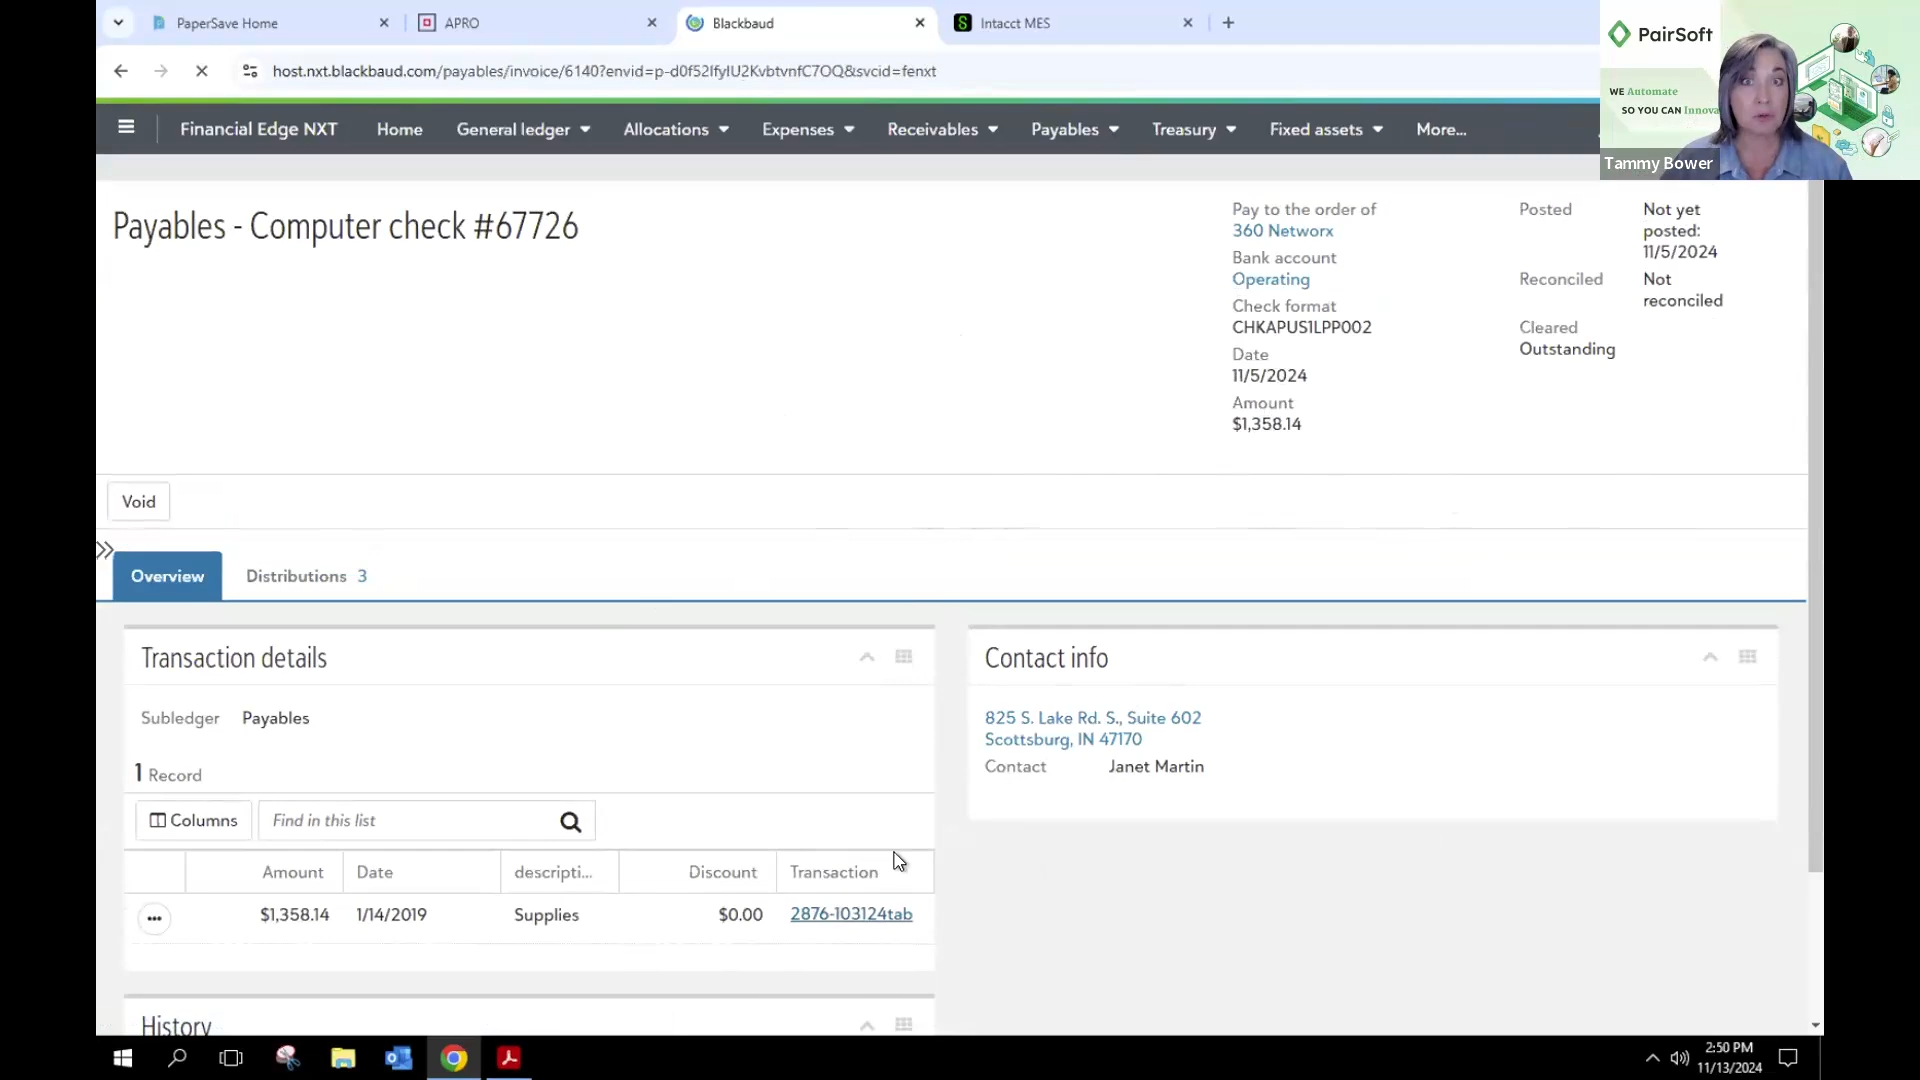 PaperSave Home
APRO
Blackbaud
Intacct MES
host.nxt.blackbaud.com/payables/invoice/6140?envid=p-d0f52IfyIU2KvbtvnfC7OQ&svcid=fenxt
PairSoft
WE Automate
SO YOU CAN Innova
Tammy Bower
Financial Edge NXT
Home
General ledger
Allocations
Expenses
Receivables
Payables
Treasury
Fixed assets
More...
Payables - Computer check #67726
Pay to the order of
360 Networx
Bank account
Operating
Check format
CHKAPUS1LPP002
Date
11/5/2024
Amount
$1,358.14
Posted
Not yet
posted:
11/5/2024
Reconciled
Not
reconciled
Cleared
Outstanding
Void
Overview
Distributions 3
Transaction details
Subledger Payables
1 Record
Columns
Find in this list
Amount Date descripti... Discount Transaction
$1,358.14 1/14/2019 Supplies $0.00 2876-103124tab
Contact info
825 S. Lake Rd. S., Suite 602
Scottsburg, IN 47170
Contact Janet Martin
History
2:50 PM
11/13/2024